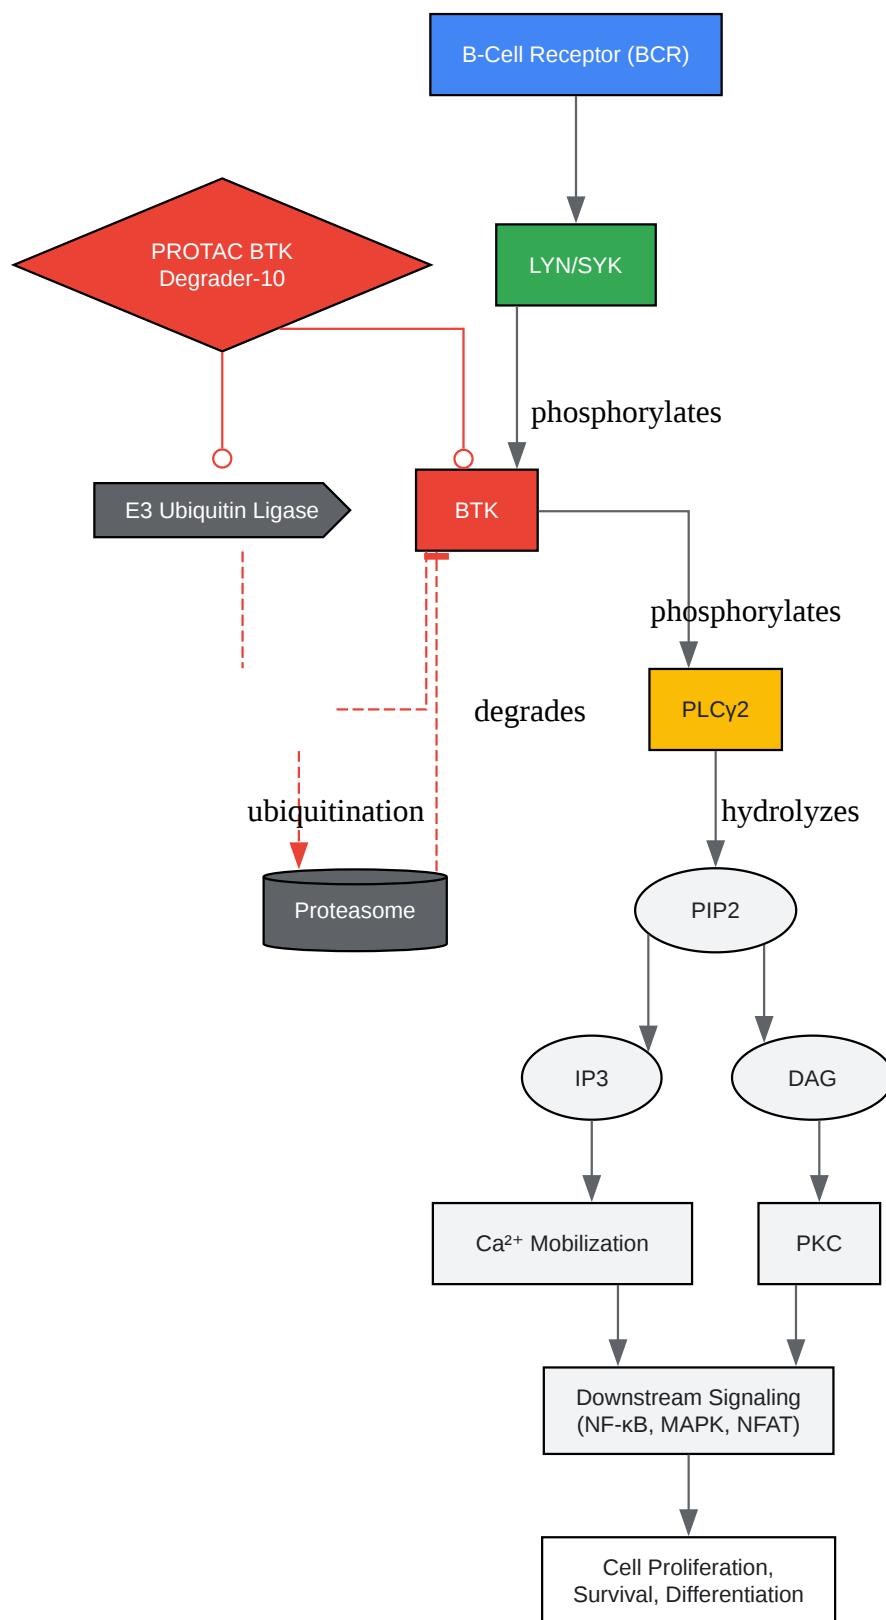 B-Cell Receptor (BCR)
PROTAC BTK
Degrader-10
LYN/SYK
phosphorylates
E3 Ubiquitin Ligase
BTK
phosphorylates
degrades
PLCγ2
ubiquitination
hydrolyzes
Proteasome
PIP2
IP3
DAG
Ca²⁺ Mobilization
PKC
Downstream Signaling
(NF-κB, MAPK, NFAT)
Cell Proliferation,
Survival, Differentiation